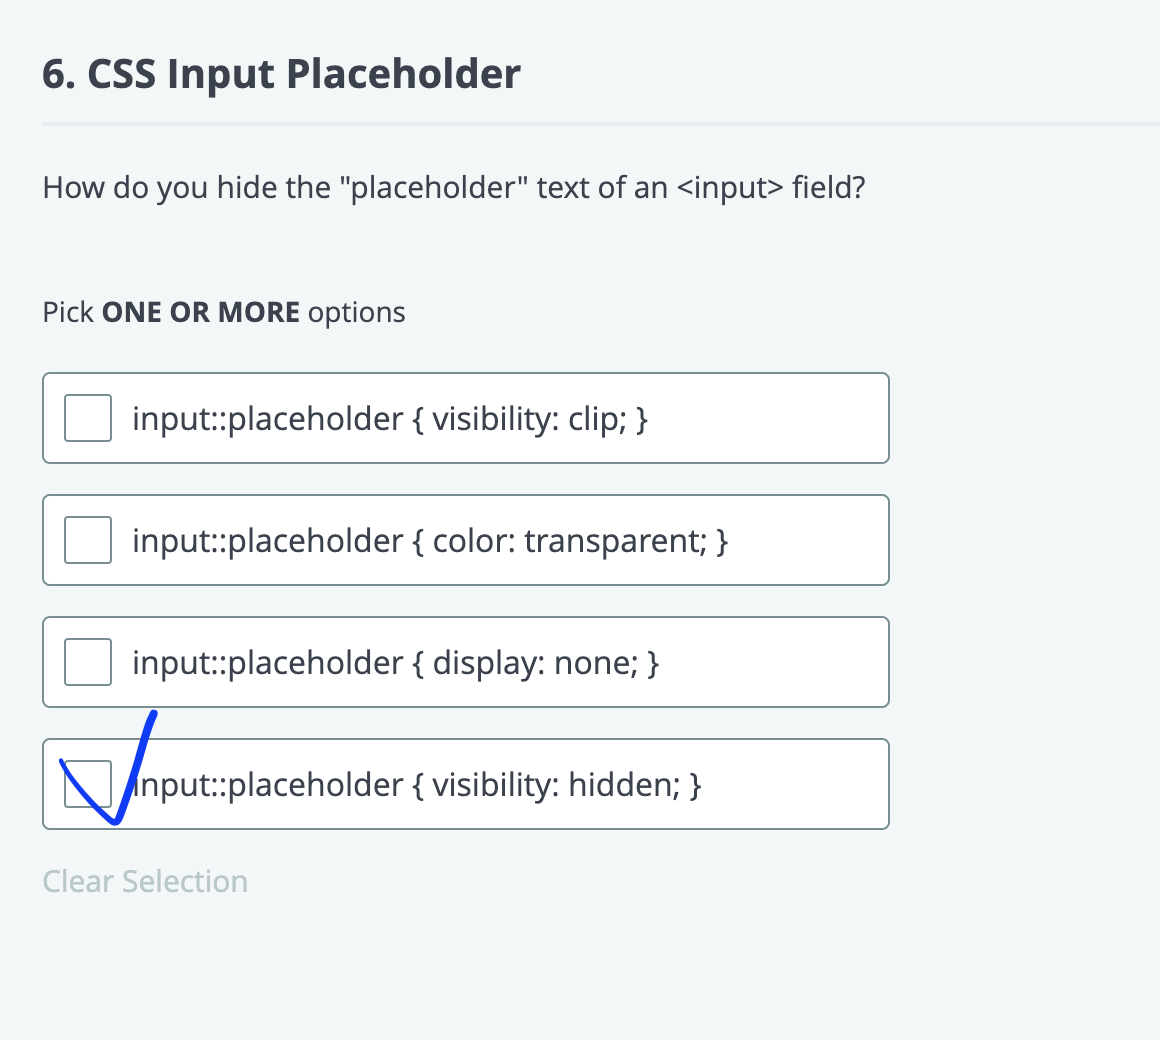 6. CSS Input Placeholder
How do you hide the "placeholder" text of an <input> field?
Pick ONE OR MORE options
input::placeholder { visibility: clip; }
input::placeholder { color: transparent; }
input::placeholder { display: none; }
input::placeholder { visibility: hidden; }
Clear Selection